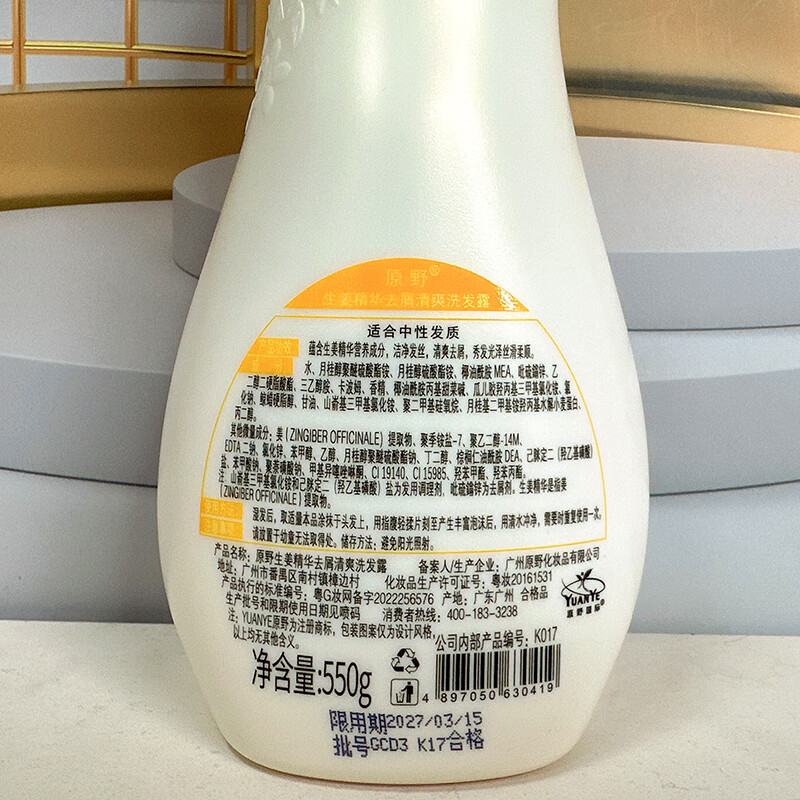 原野®
生姜精华去屑清爽洗发露
适合中性发质
产品功效 蕴含生姜精华营养成分，洁净发丝，清爽去屑，秀发光泽丝滑柔顺。
成 分 水、月桂醇聚醚硫酸酯铵、月桂醇硫酸酯铵、椰油酰胺 MEA、吡硫鎓锌、乙
二醇二硬脂酸酯、三乙醇胺、卡波姆、香精、椰油酰胺丙基甜菜碱、瓜儿胶羟丙基三甲基氯化铵、氯
化钠、鲸蜡硬脂醇、甘油、山嵛基三甲基氯化铵、聚二甲基硅氧烷、月桂基二甲基铵羟丙基水解小麦蛋白、
丙二醇。
其他微量成分：姜（ZINGIBER OFFICINALE）提取物、聚季铵盐-7、聚乙二醇-14M、
EDTA 二钠、氯化锌、苯甲醇、乙醇、月桂醇聚醚硫酸酯钠、丁二醇、棕榈仁油酰胺 DEA、己脒定二（羟乙基磺酸）
盐、苯甲酸钠、聚萘磺酸钠、甲基异噻唑啉酮、CI 19140、CI 15985、羟苯甲酯、羟苯丙酯。
注：山嵛基三甲基氯化铵和己脒定二（羟乙基磺酸）盐为发用调理剂，吡硫鎓锌为去屑剂。生姜精华是指姜
（ZINGIBER OFFICINALE）提取物。
使用方法 湿发后，取适量本品涂抹于头发上，用指腹轻揉片刻至产生丰富泡沫后，用清水冲净，需要时重复使用一次。
注意事项 请放置于幼童无法取得处。储存方法：避免阳光照射。
产品名称：原野生姜精华去屑清爽洗发露 备案人/生产企业：广州原野化妆品有限公司
地址：广州市番禺区南村镇樟边村 化妆品生产许可证号：粤妆20161531
产品执行的标准编号：粤G妆网备字2022256576 产地：广东广州 合格品
生产批号和限期使用日期见喷码 消费者热线：400-183-3238
注：YUANYE原野为注册商标，包装图案仅为设计风格，
以上均无其他含义。
YUANYE
原野国际
公司内部产品编号：K017
净含量:550g
4 897050 630419
限用期2027/03/15
批号GCD3 K17合格